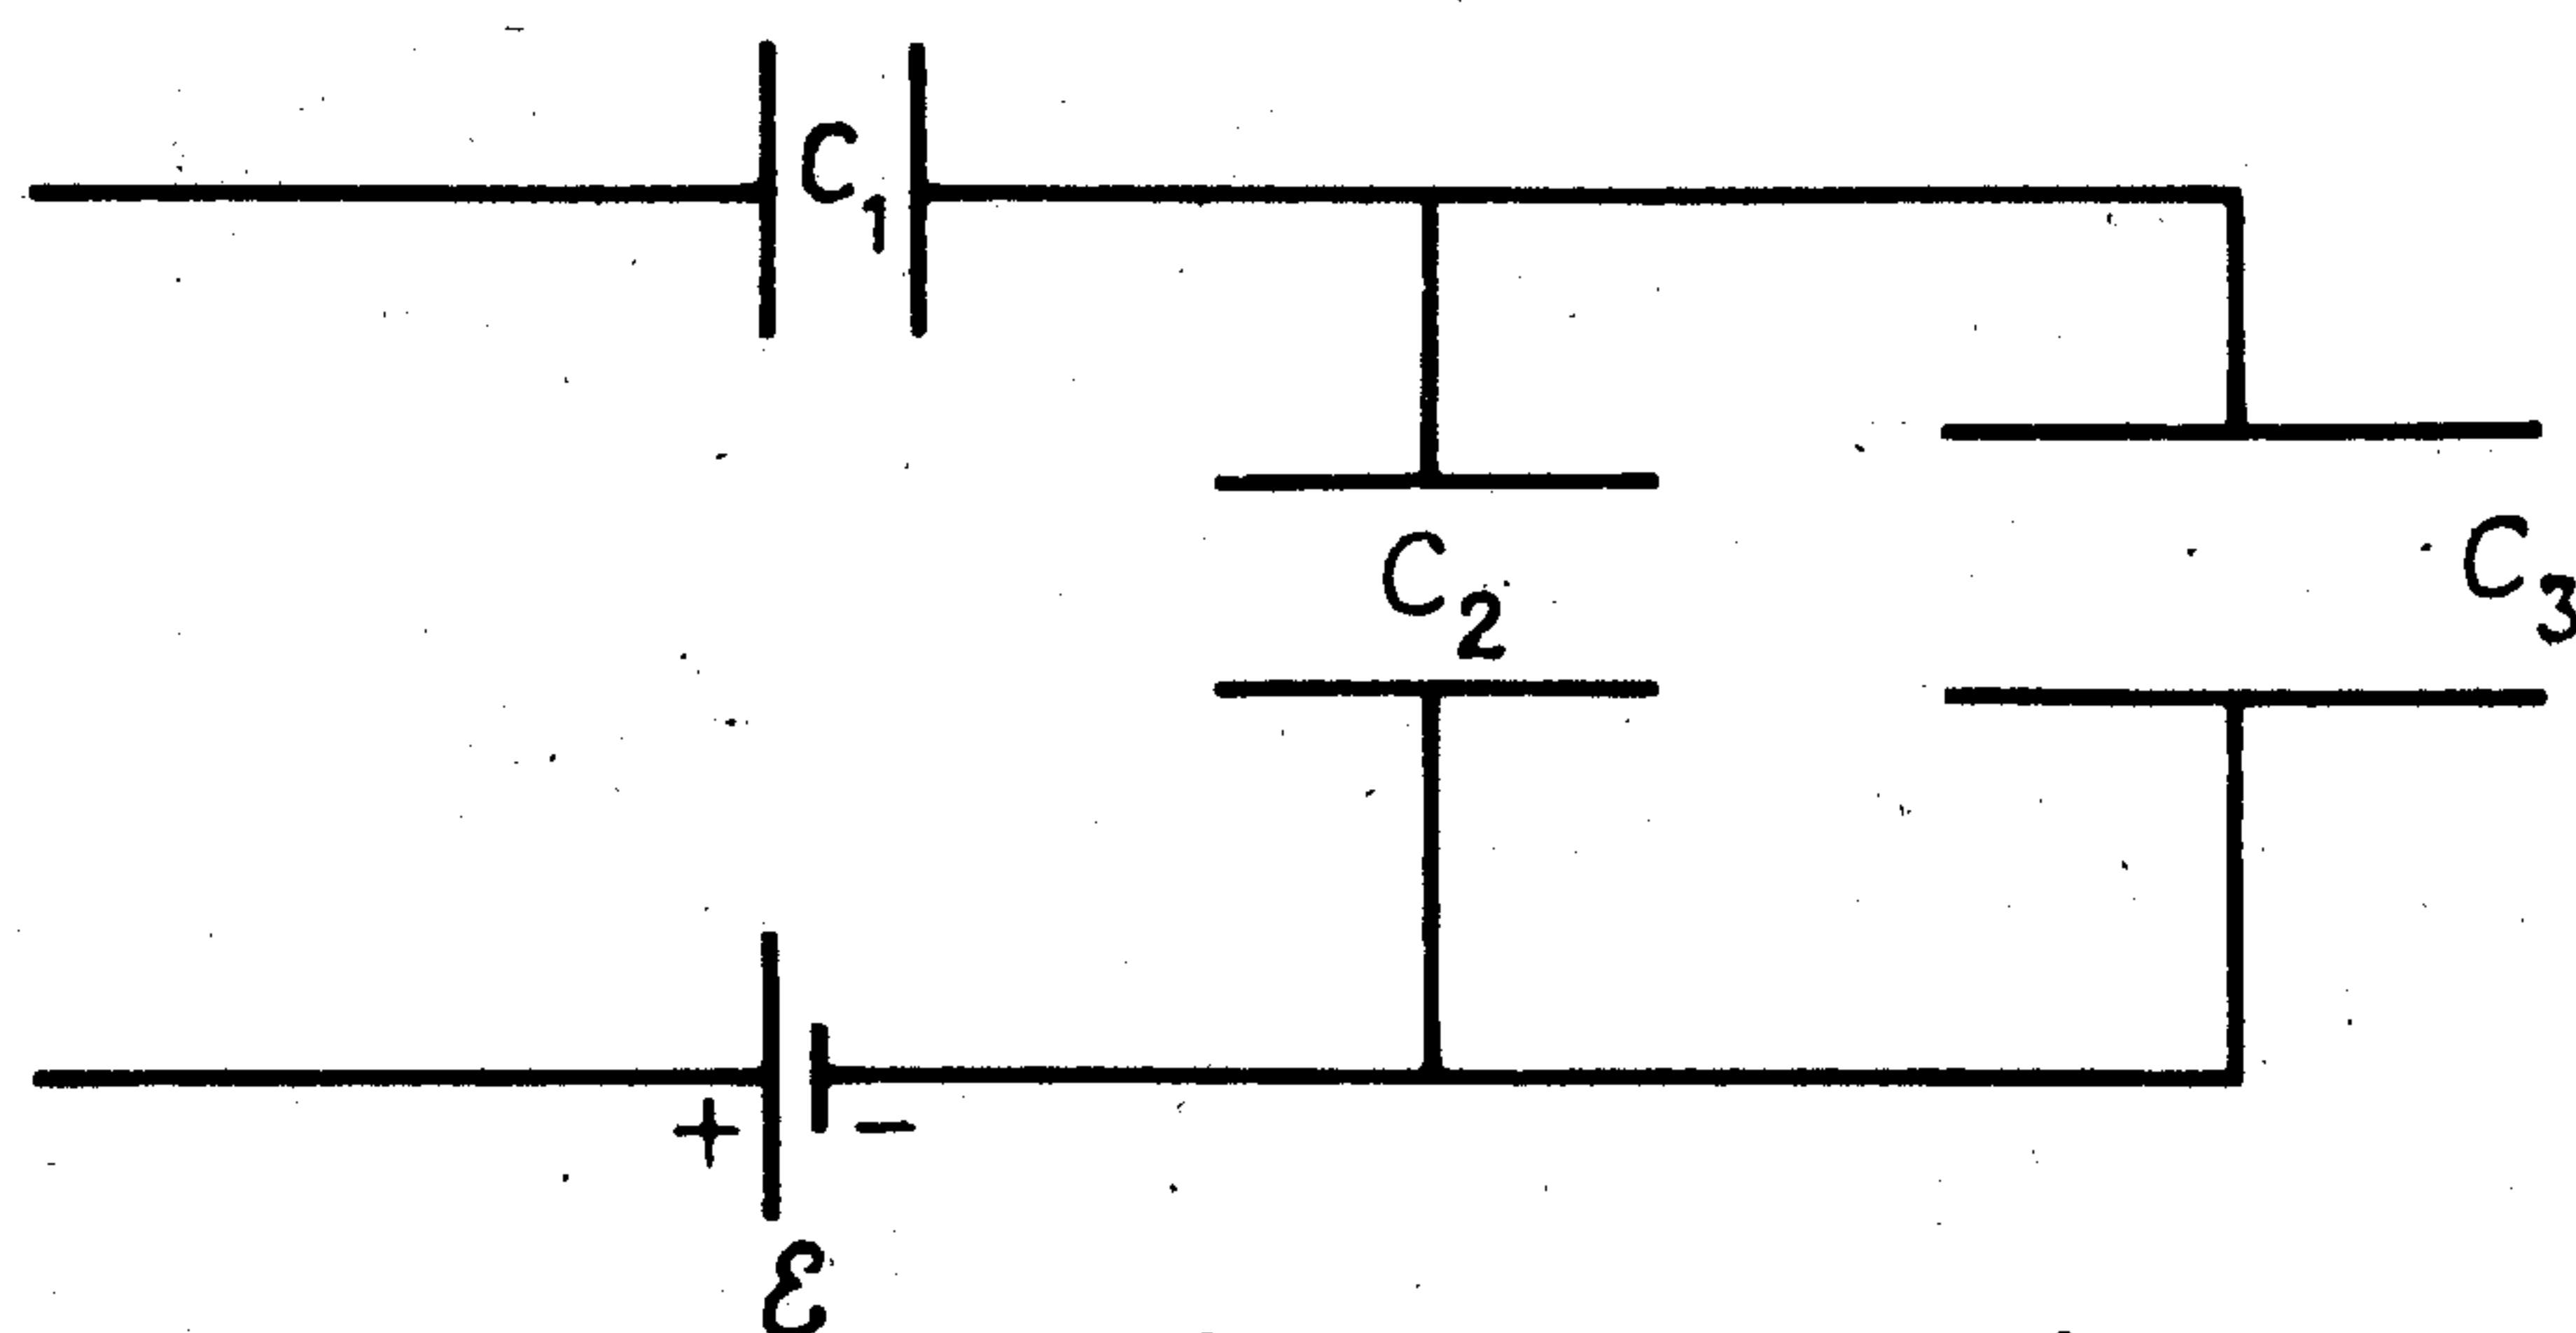 C₁
C₂
C₃
+ −
ℰ